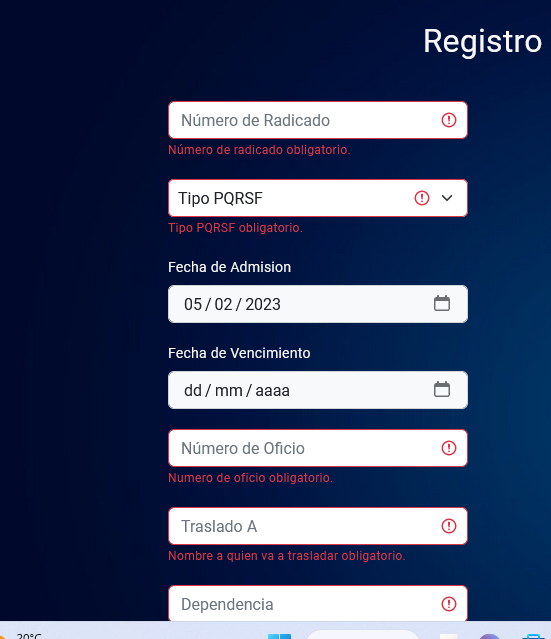 Registro
Número de Radicado
Número de radicado obligatorio.
Tipo PQRSF
Tipo PQRSF obligatorio.
Fecha de Admision
05 / 02 / 2023
Fecha de Vencimiento
dd / mm / aaaa
Número de Oficio
Numero de oficio obligatorio.
Traslado A
Nombre a quien va a trasladar obligatorio.
Dependencia
20°C